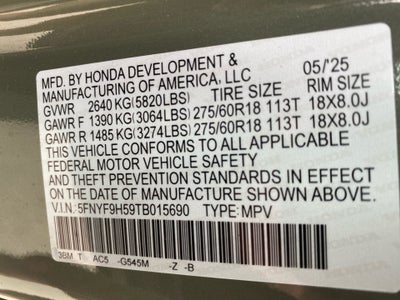 MFD. BY HONDA DEVELOPMENT &
MANUFACTURING OF AMERICA, LLC 05/'25
GVWR 2640 KG(5820LBS) TIRE SIZE RIM SIZE
GAWR F 1390 KG(3064LBS) 275/60R18 113T 18X8.0J
GAWR R 1485 KG(3274LBS) 275/60R18 113T 18X8.0J
THIS VEHICLE CONFORMS TO ALL APPLICABLE
FEDERAL MOTOR VEHICLE SAFETY
AND THEFT PREVENTION STANDARDS IN EFFECT
ON THE DATE OF MANUFACTURE SHOWN ABOVE.
V.I.N.:5FNYF9H59TB015690 TYPE:MPV
3BM T AC5 -G545M -Z -B